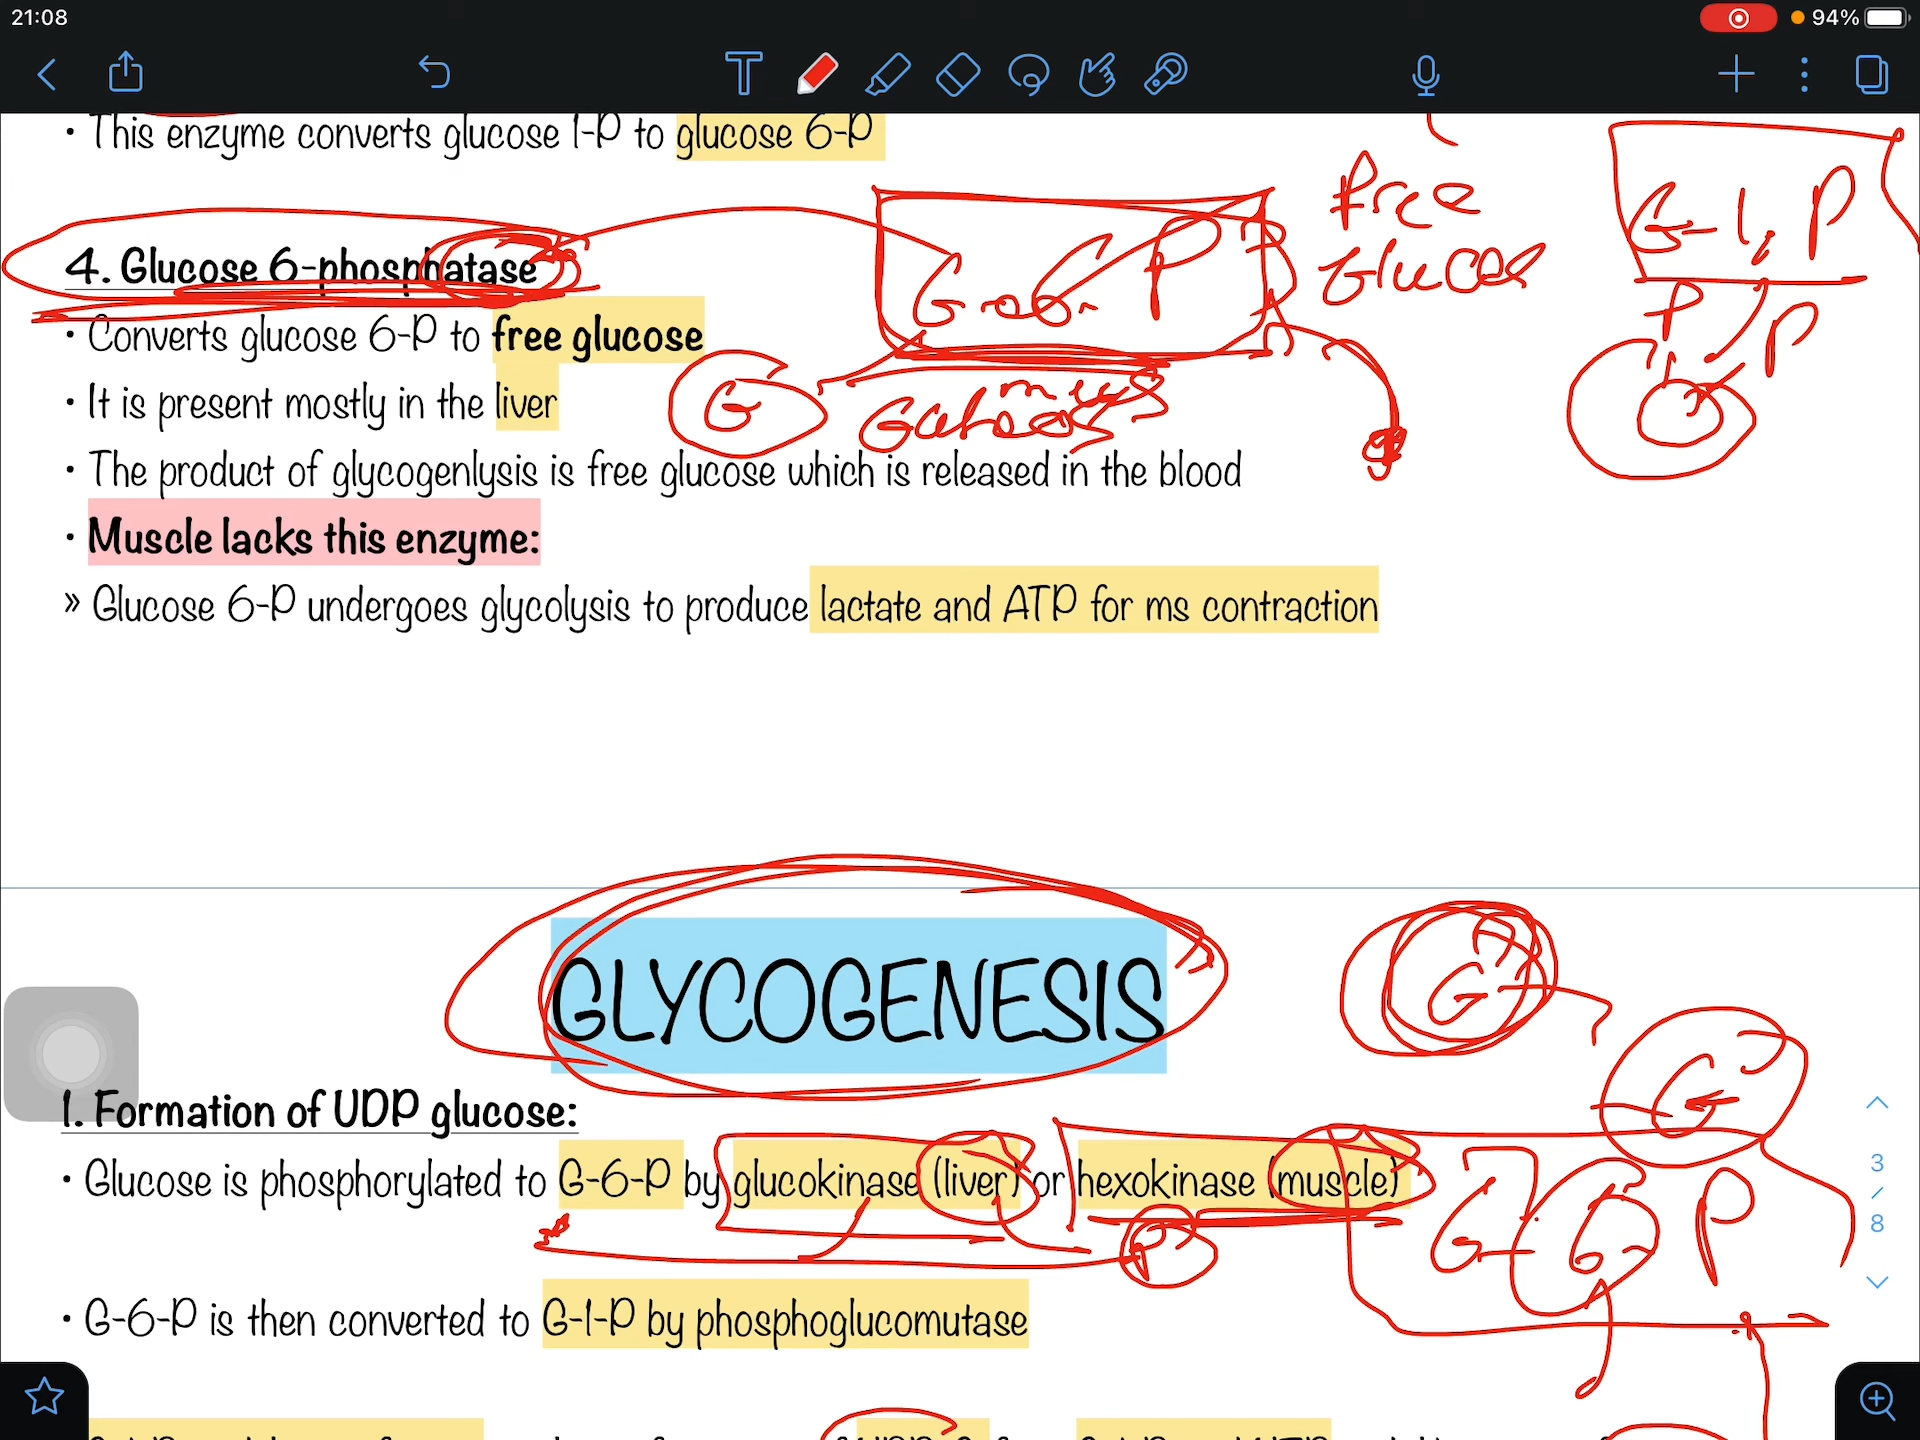 21:08
94%
• This enzyme converts glucose 1-P to glucose 6-P
4. Glucose 6-phosphatase
• Converts glucose 6-P to free glucose
• It is present mostly in the liver
• The product of glycogenlysis is free glucose which is released in the blood
• Muscle lacks this enzyme:
» Glucose 6-P undergoes glycolysis to produce lactate and ATP for ms contraction
Free
G-1, P
G P
P P
G
GLYCOGENESIS
G
1. Formation of UDP glucose:
• Glucose is phosphorylated to G-6-P by glucokinase (liver) or hexokinase (muscle)
P
G 6 P
3
/
8
• G-6-P is then converted to G-1-P by phosphoglucomutase